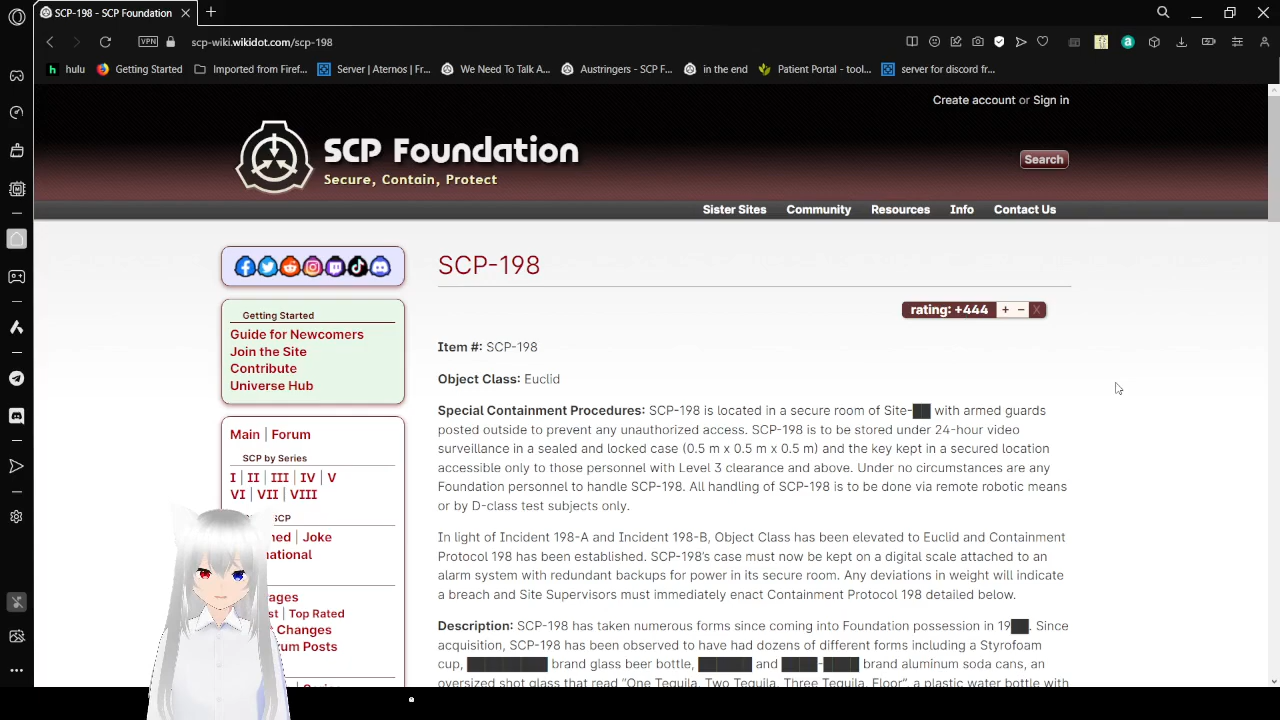 SCP-198 - SCP Foundation
VPN scp-wiki.wikidot.com/scp-198
hulu Getting Started Imported from Firef... Server | Aternos | Fr... We Need To Talk A... Austringers - SCP F... in the end Patient Portal - tool... server for discord fr...
Create account or Sign in
SCP Foundation
Secure, Contain, Protect
Search
Sister Sites Community Resources Info Contact Us
SCP-198
rating: +444 + − X
Getting Started
Guide for Newcomers
Join the Site
Contribute
Universe Hub
Main | Forum
SCP by Series
I | II | III | IV | V
VI | VII | VIII
SCP
| Joke
Top Rated
Changes
Posts
Item #: SCP-198
Object Class: Euclid
Special Containment Procedures: SCP-198 is located in a secure room of Site-██ with armed guards
posted outside to prevent any unauthorized access. SCP-198 is to be stored under 24-hour video
surveillance in a sealed and locked case (0.5 m x 0.5 m x 0.5 m) and the key kept in a secured location
accessible only to those personnel with Level 3 clearance and above. Under no circumstances are any
Foundation personnel to handle SCP-198. All handling of SCP-198 is to be done via remote robotic means
or by D-class test subjects only.
In light of Incident 198-A and Incident 198-B, Object Class has been elevated to Euclid and Containment
Protocol 198 has been established. SCP-198's case must now be kept on a digital scale attached to an
alarm system with redundant backups for power in its secure room. Any deviations in weight will indicate
a breach and Site Supervisors must immediately enact Containment Protocol 198 detailed below.
Description: SCP-198 has taken numerous forms since coming into Foundation possession in 19██. Since
acquisition, SCP-198 has been observed to have had dozens of different forms including a Styrofoam
cup, █████████ brand glass beer bottle, ██████ and ████-████ brand aluminum soda cans, an
oversized shot glass that read "One Tequila, Two Tequila, Three Tequila, Floor", a plastic water bottle with